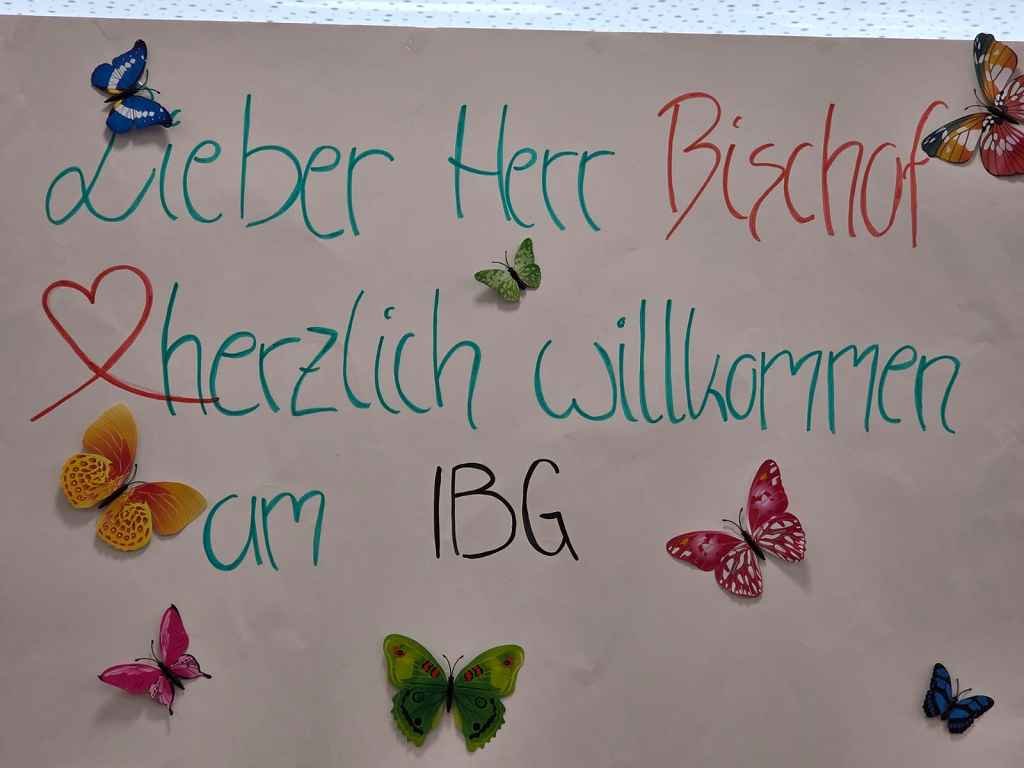 Lieber Herr Bischof
herzlich willkommen
am IBG